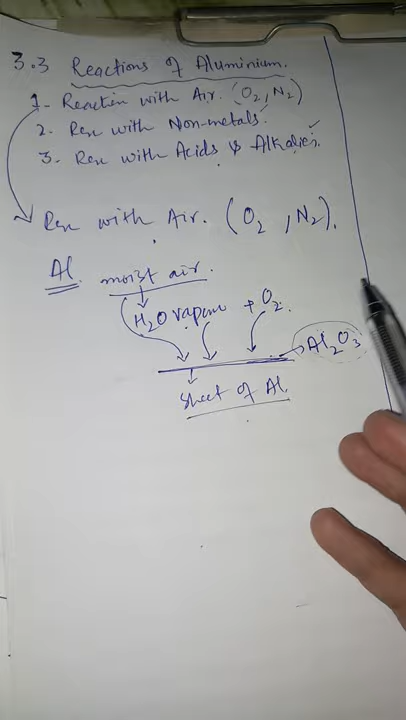 3.3 Reactions of Aluminium.
1- Reaction with Air. (O2, N2)
2. Rxn with Non-metals.
3- Rxn with Acids & Alkalies.
Rxn with Air. (O2, N2).
Al moist air.
H2O vapour + O2.
Al2O3
Sheet of Al